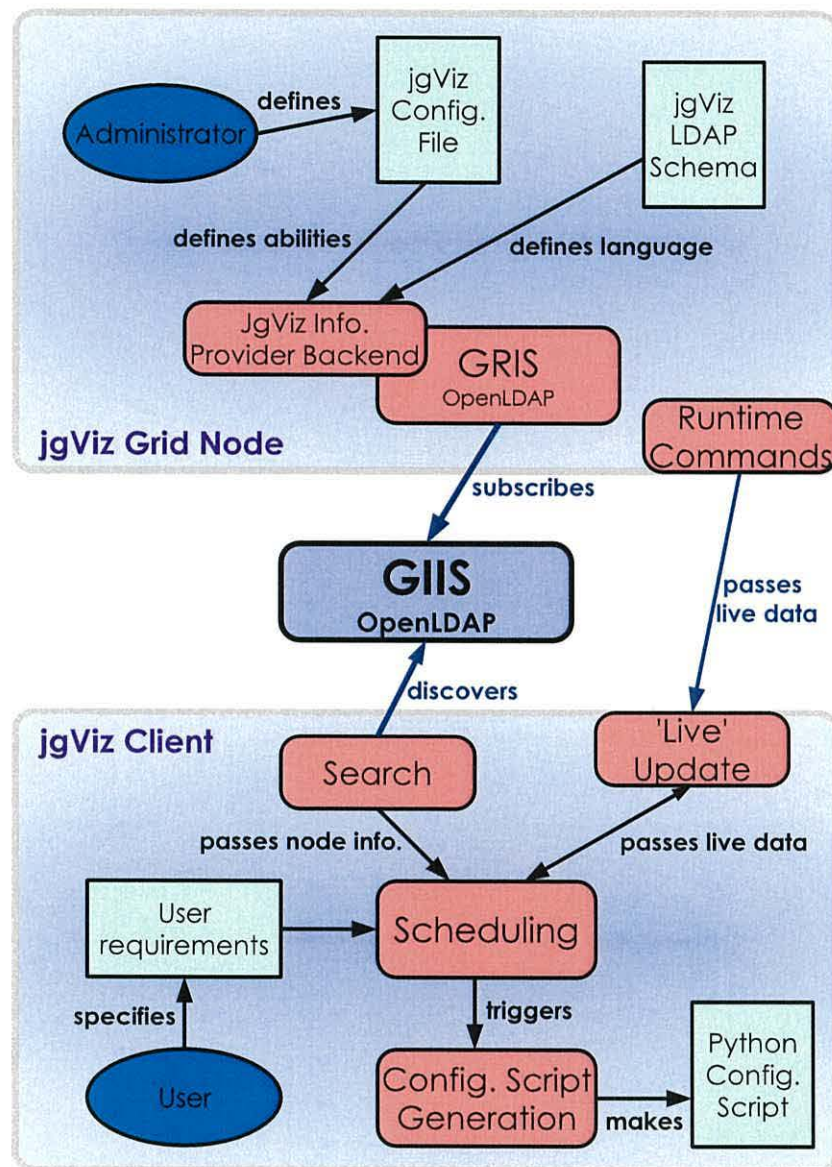 jgViz
Config.
File
jgViz
LDAP
Schema
defines
Administrator
defines abilities
defines language
JgViz Info.
Provider Backend
GRIS
OpenLDAP
jgViz Grid Node
Runtime
Commands
subscribes
GIIS
OpenLDAP
passes
live data
discovers
jgViz Client
Search
'Live'
Update
passes node info.
passes live data
User
requirements
Scheduling
specifies
triggers
User
Config. Script
Generation
makes
Python
Config.
Script